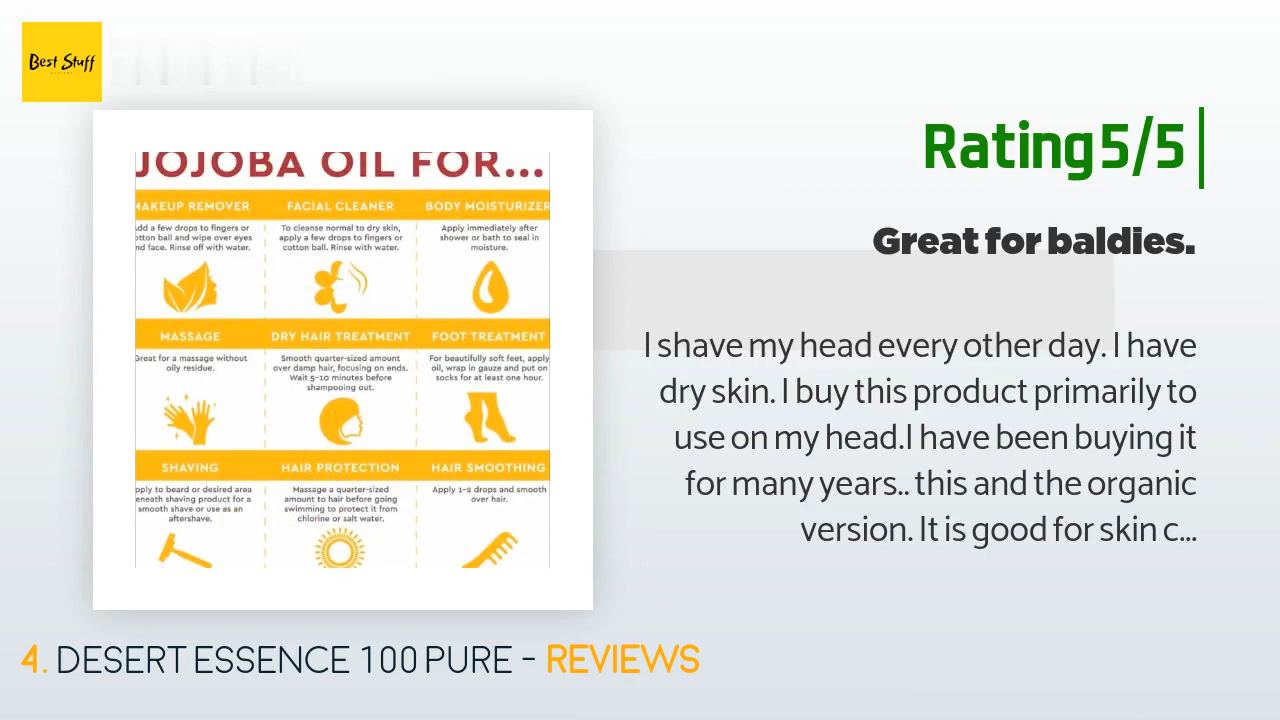 Best Stuff
Rating 5/5
Great for baldies.
I shave my head every other day. I have
dry skin. I buy this product primarily to
use on my head.I have been buying it
for many years.. this and the organic
version. It is good for skin c...
JOJOBA OIL FOR...
MAKEUP REMOVER
dd a few drops to fingers or
otton ball and wipe over eyes
nd face. Rinse off with water.
FACIAL CLEANER
To cleanse normal to dry skin,
apply a few drops to fingers or
cotton ball. Rinse with water.
BODY MOISTURIZER
Apply immediately after
shower or bath to seal in
moisture.
MASSAGE
Great for a massage without
oily residue.
DRY HAIR TREATMENT
Smooth quarter-sized amount
over damp hair, focusing on ends.
Wait 5-10 minutes before
shampooing out.
FOOT TREATMENT
For beautifully soft feet, apply
oil, wrap in gauze and put on
socks for at least one hour.
SHAVING
pply to beard or desired area
eneath shaving product for a
smooth shave or use as an
aftershave.
HAIR PROTECTION
Massage a quarter-sized
amount to hair before going
swimming to protect it from
chlorine or salt water.
HAIR SMOOTHING
Apply 1-2 drops and smooth
over hair.
4. DESERT ESSENCE 100 PURE - REVIEWS